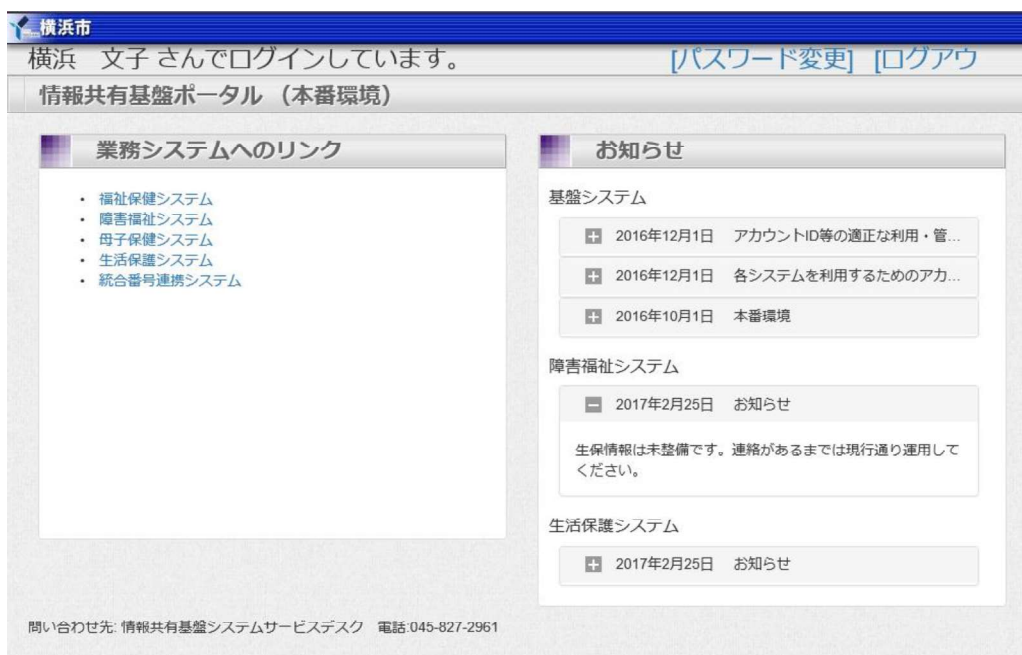 横浜市
横浜　文子 さんでログインしています。 [パスワード変更] [ログアウ
情報共有基盤ポータル （本番環境）
業務システムへのリンク
・ 福祉保健システム
・ 障害福祉システム
・ 母子保健システム
・ 生活保護システム
・ 統合番号連携システム
お知らせ
基盤システム
2016年12月1日 アカウントID等の適正な利用・管...
2016年12月1日 各システムを利用するためのアカ...
2016年10月1日 本番環境
障害福祉システム
2017年2月25日 お知らせ
生保情報は未整備です。連絡があるまでは現行通り運用して
ください。
生活保護システム
2017年2月25日 お知らせ
問い合わせ先: 情報共有基盤システムサービスデスク 電話:045-827-2961